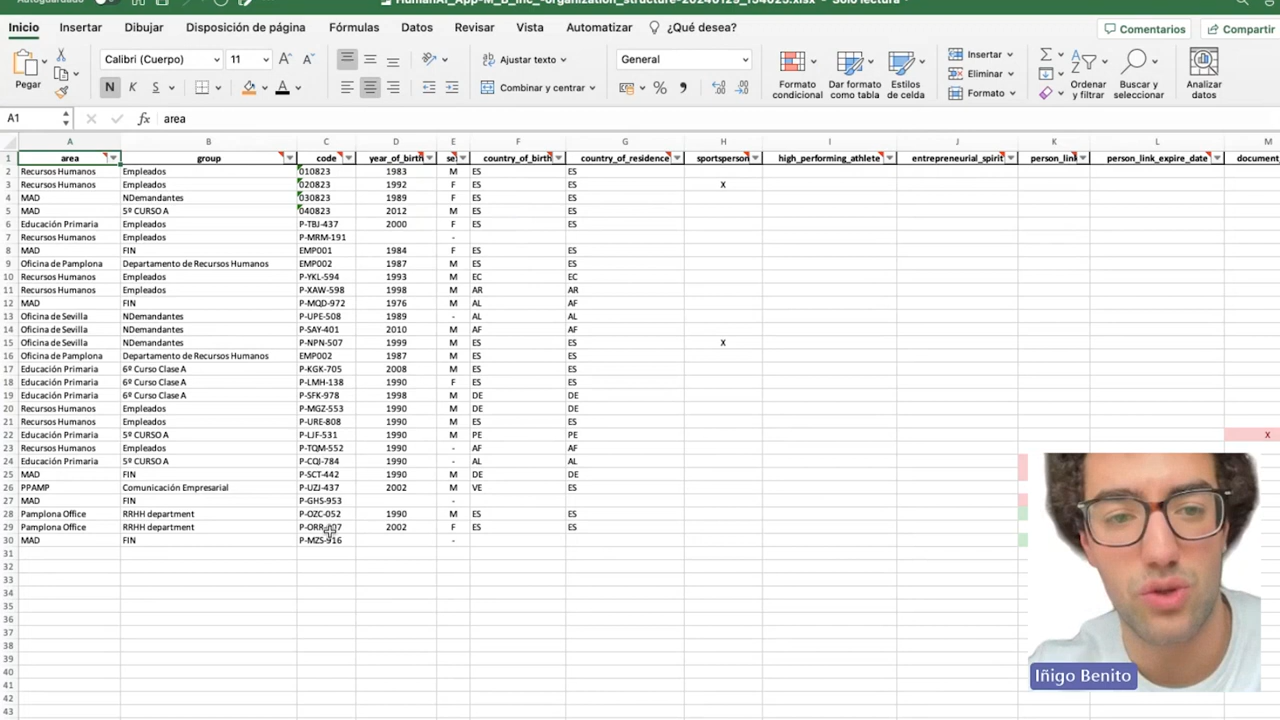 Inicio Insertar Dibujar Disposición de página Fórmulas Datos Revisar Vista Automatizar ¿Qué desea? Comentarios Compartir
Pegar Calibri (Cuerpo) 11 Ajustar texto General Formato condicional Dar formato como tabla Estilos de celda Insertar Ordenar y filtrar Buscar y seleccionar Analizar datos
Eliminar
N K S A Combinar y centrar % Formato
A1 fx area
A B C D E F G H I J K L M
1 area group code year_of_birth country_of_birth country_of_residence sportsperson high_performing_athlete entrepreneurial_spirit person_link person_link_expire_date
2 Recursos Humanos Empleados 010823 1983 M ES ES
3 Recursos Humanos Empleados 020823 1992 F ES ES X
4 MAD NDemandantes 030823 1989 F ES ES
5 MAD 5º CURSO A 040823 2012 M ES ES
6 Educación Primaria Empleados P-TBJ-437 2000 F ES ES
7 Recursos Humanos Empleados P-MRM-191 -
8 MAD FIN EMP001 1984 F ES ES
9 Oficina de Pamplona Departamento de Recursos Humanos EMP002 1987 M ES ES
10 Recursos Humanos Empleados P-YKL-594 1993 M EC EC
11 Recursos Humanos Empleados P-XAW-598 1998 M AR AR
12 MAD FIN P-MQD-972 1976 M AL AF
13 Oficina de Sevilla NDemandantes P-UPE-508 1989 - AL AL
14 Oficina de Sevilla NDemandantes P-SAY-401 2010 M AF AF
15 Oficina de Sevilla NDemandantes P-NPN-507 1999 M ES ES X
16 Oficina de Pamplona Departamento de Recursos Humanos EMP002 1987 M ES ES
17 Educación Primaria 6º Curso Clase A P-KGK-705 2008 M ES ES
18 Educación Primaria 6º Curso Clase A P-LMH-138 1990 F ES ES
19 Educación Primaria 6º Curso Clase A P-SFK-978 1998 M DE DE
20 Recursos Humanos Empleados P-MGZ-553 1990 M DE DE
21 Recursos Humanos Empleados P-URE-808 1990 M ES ES
22 Educación Primaria 5º CURSO A P-LJF-531 1990 M PE PE X
23 Recursos Humanos Empleados P-TQM-552 1990 - AF AF
24 Educación Primaria 5º CURSO A P-CQJ-784 1990 - AL AL
25 MAD FIN P-SCT-442 1990 M DE DE
26 PPAMP Comunicación Empresarial P-UZJ-437 2002 M VE ES
27 MAD FIN P-GHS-953 -
28 Pamplona Office RRHH department P-OZC-052 1990 M ES ES
29 Pamplona Office RRHH department 2002 F ES ES
30 MAD FIN P-MZS-916 -
31
32
33
34
35
36
37
38
39
40
41
42
43
Iñigo Benito